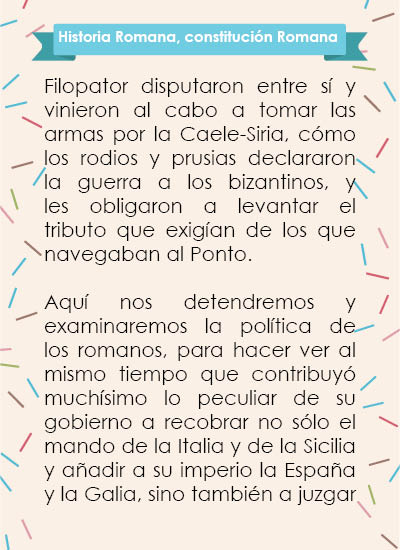 Historia Romana, constitución Romana
Filopator disputaron entre sí y
vinieron al cabo a tomar las
armas por la Caele-Siria, cómo
los rodios y prusias declararon
la guerra a los bizantinos, y
les obligaron a levantar el
tributo que exigían de los que
navegaban al Ponto.
Aquí nos detendremos y
examinaremos la política de
los romanos, para hacer ver al
mismo tiempo que contribuyó
muchísimo lo peculiar de su
gobierno a recobrar no sólo el
mando de la Italia y de la Sicilia
y añadir a su imperio la España
y la Galia, sino también a juzgar